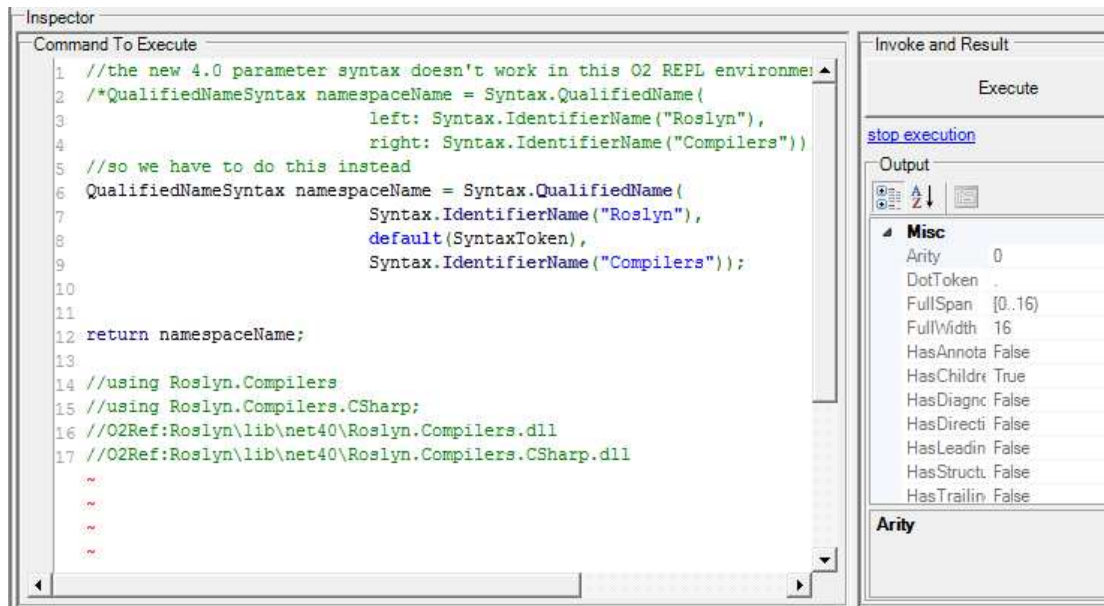 Inspector
Command To Execute
1 //the new 4.0 parameter syntax doesn't work in this O2 REPL
2 /*QualifiedNameSyntax namespaceName = Syntax.QualifiedName(
3 left: Syntax.IdentifierName("Roslyn"),
4 right: Syntax.IdentifierName("Compilers"))
5 //so we have to do this instead
6 QualifiedNameSyntax namespaceName = Syntax.QualifiedName(
7 Syntax.IdentifierName("Roslyn"),
8 default(SyntaxToken),
9 Syntax.IdentifierName("Compilers"));
10
11
12 return namespaceName;
13
14 //using Roslyn.Compilers
15 //using Roslyn.Compilers.CSharp;
16 //O2Ref:Roslyn\lib\net40\Roslyn.Compilers.dll
17 //O2Ref:Roslyn\lib\net40\Roslyn.Compilers.CSharp.dll
~
~
~
~
Invoke and Result
Execute
stop execution
Output
Misc
Arity 0
DotToken .
FullSpan [0..16)
FullWidth 16
HasAnnota False
HasChildre True
HasDiagnc False
HasDirecti False
HasLeadin False
HasStructu False
HasTrailin False
Arity